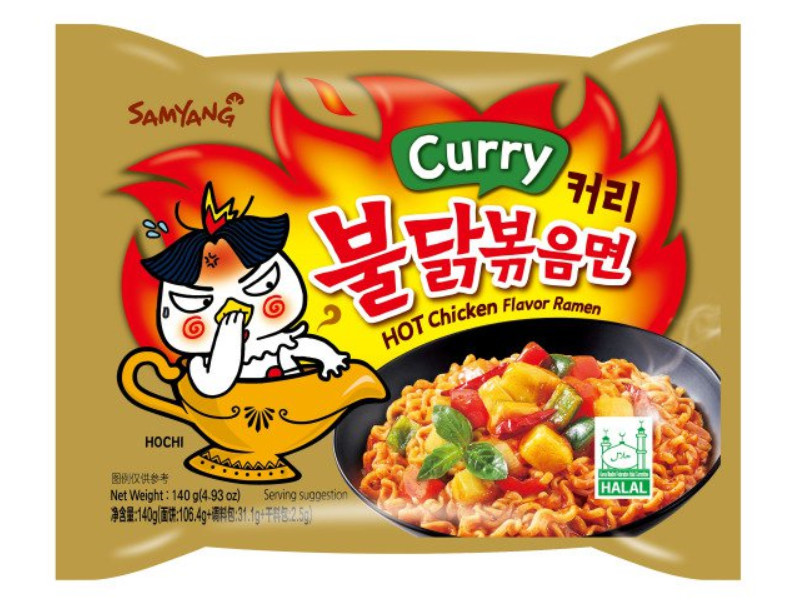 SAMYANG
Curry
커리
불닭볶음면
HOT Chicken Flavor Ramen
HOCHI
图例仅供参考
Net Weight : 140 g(4.93 oz)
Serving suggestion
净含量:140g(面饼:106.4g+调料包:31.1g+干料包:2.5g)
حلال
HALAL